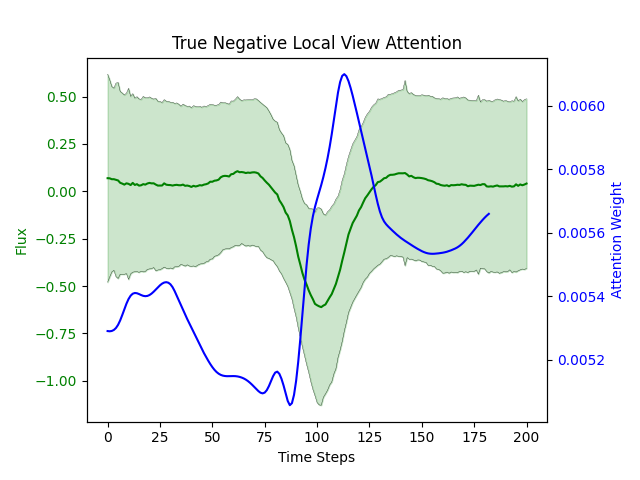 True Negative Local View Attention
0.50
0.25
0.00
−0.25
−0.50
−0.75
−1.00
Flux
0.0060
0.0058
0.0056
0.0054
0.0052
Attention Weight
0 25 50 75 100 125 150 175 200
Time Steps